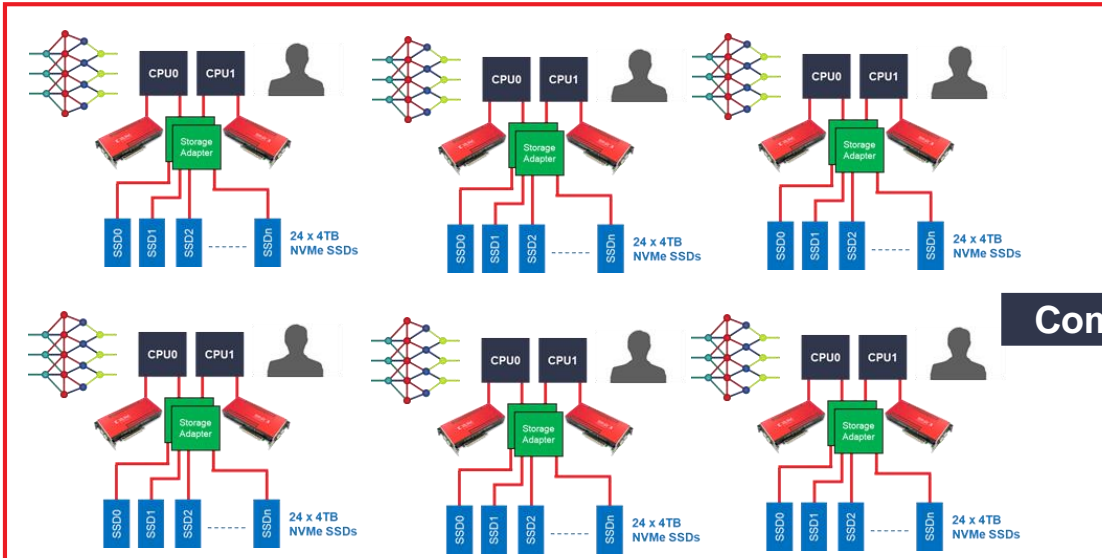 CPU0 CPU1
Storage
Adapter
SSD0 SSD1 SSD2 SSDn
24 x 4TB
NVMe SSDs
CPU0 CPU1
Storage
Adapter
SSD0 SSD1 SSD2 SSDn
24 x 4TB
NVMe SSDs
CPU0 CPU1
Storage
Adapter
SSD0 SSD1 SSD2 SSDn
24 x 4TB
NVMe SSDs
Com
CPU0 CPU1
Storage
Adapter
SSD0 SSD1 SSD2 SSDn
24 x 4TB
NVMe SSDs
CPU0 CPU1
Storage
Adapter
SSD0 SSD1 SSD2 SSDn
24 x 4TB
NVMe SSDs
CPU0 CPU1
Storage
Adapter
SSD0 SSD1 SSD2 SSDn
24 x 4TB
NVMe SSDs